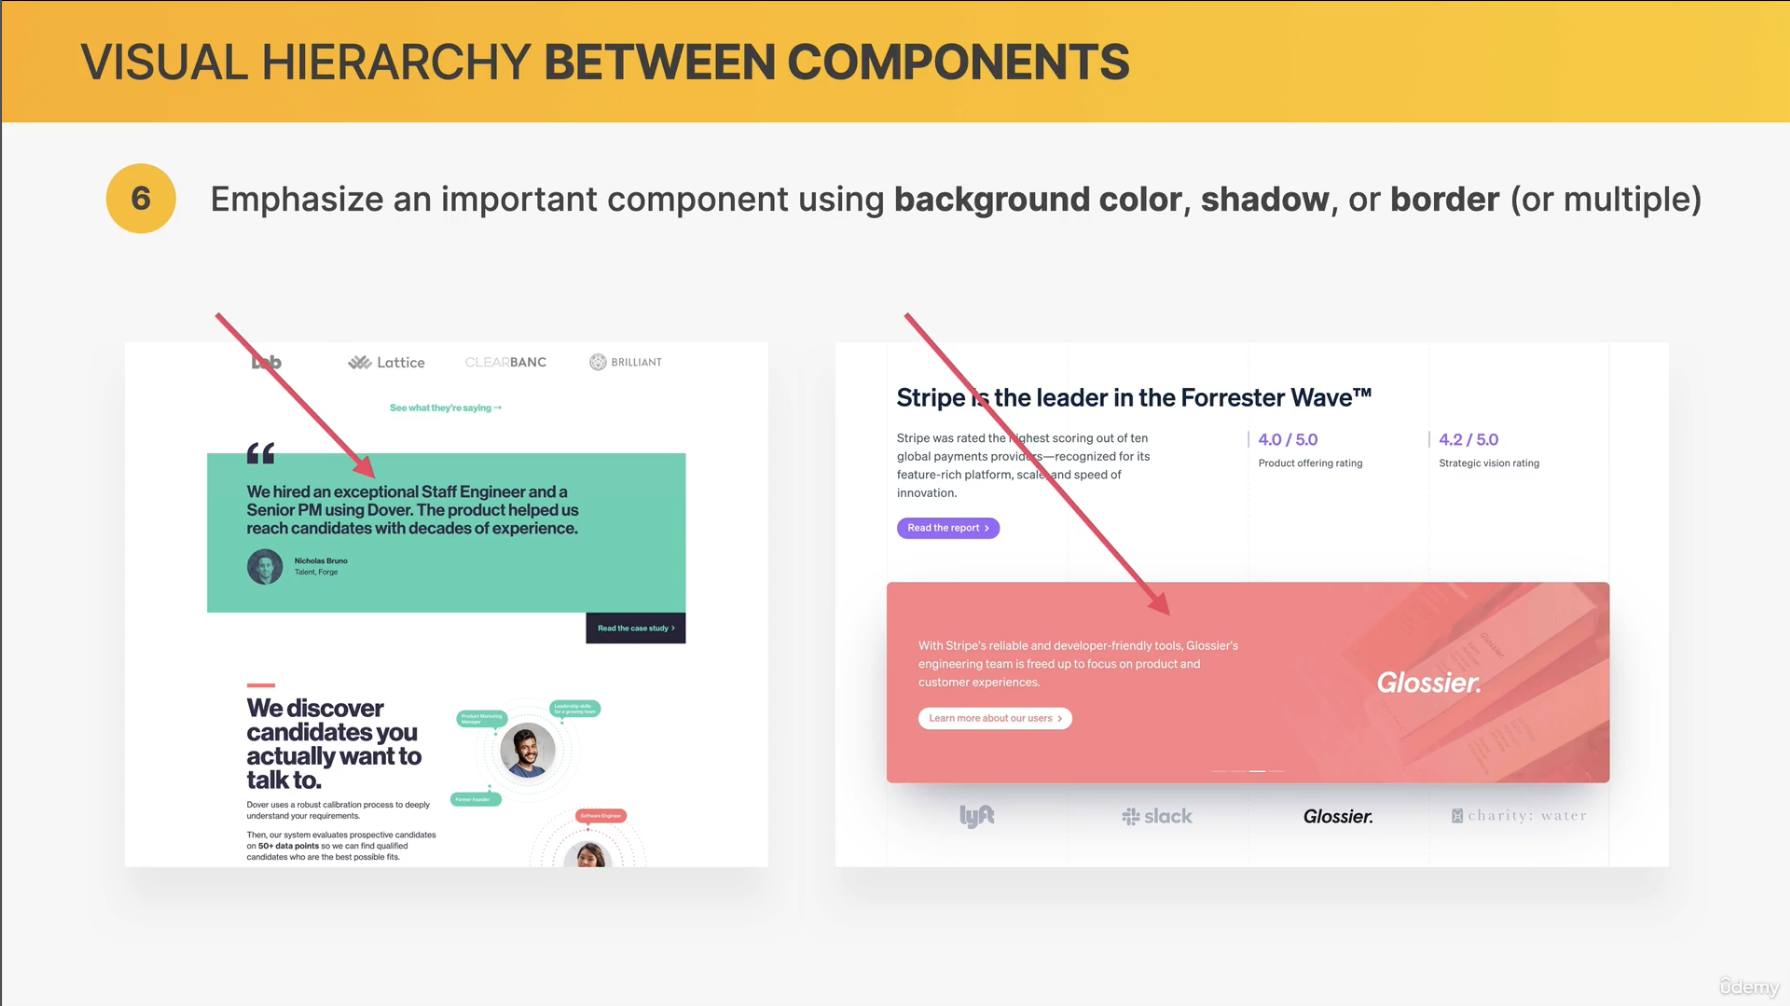 VISUAL HIERARCHY BETWEEN COMPONENTS
6
Emphasize an important component using background color, shadow, or border (or multiple)
Lattice
CLEARBANC
BRILLIANT
See what they're saying →
“
We hired an exceptional Staff Engineer and a
Senior PM using Dover. The product helped us
reach candidates with decades of experience.
Nicholas Bruno
Talent, Forge
Read the case study >
We discover
candidates you
actually want to
talk to.
Dover uses a robust calibration process to deeply
understand your requirements.
Then, our system evaluates prospective candidates
on 50+ data points so we can find qualified
candidates who are the best possible fits.
Product Marketing
Manager
Leadership skills
for a growing team
Former founder
Software Engineer
Stripe is the leader in the Forrester Wave™
Stripe was rated the highest scoring out of ten
global payments providers—recognized for its
feature-rich platform, scale, and speed of
innovation.
Read the report >
4.0 / 5.0
Product offering rating
4.2 / 5.0
Strategic vision rating
With Stripe's reliable and developer-friendly tools, Glossier's
engineering team is freed up to focus on product and
customer experiences.
Learn more about our users >
Glossier.
lyft
slack
Glossier.
charity: water
ûdemy